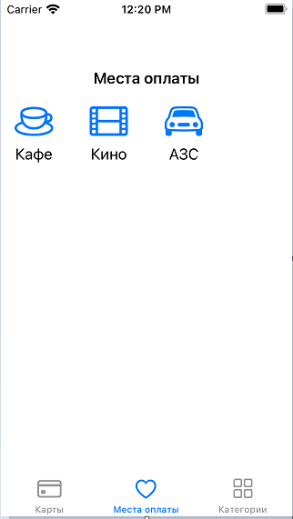 Carrier 12:20 PM
Места оплаты
Кафе Кино АЗС
Карты Места оплаты Категории